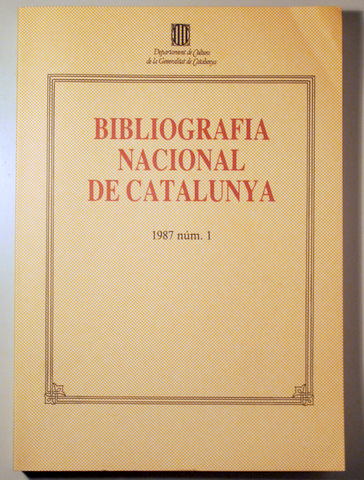 Departament de Cultura
de la Generalitat de Catalunya
BIBLIOGRAFIA
NACIONAL
DE CATALUNYA
1987 núm. 1